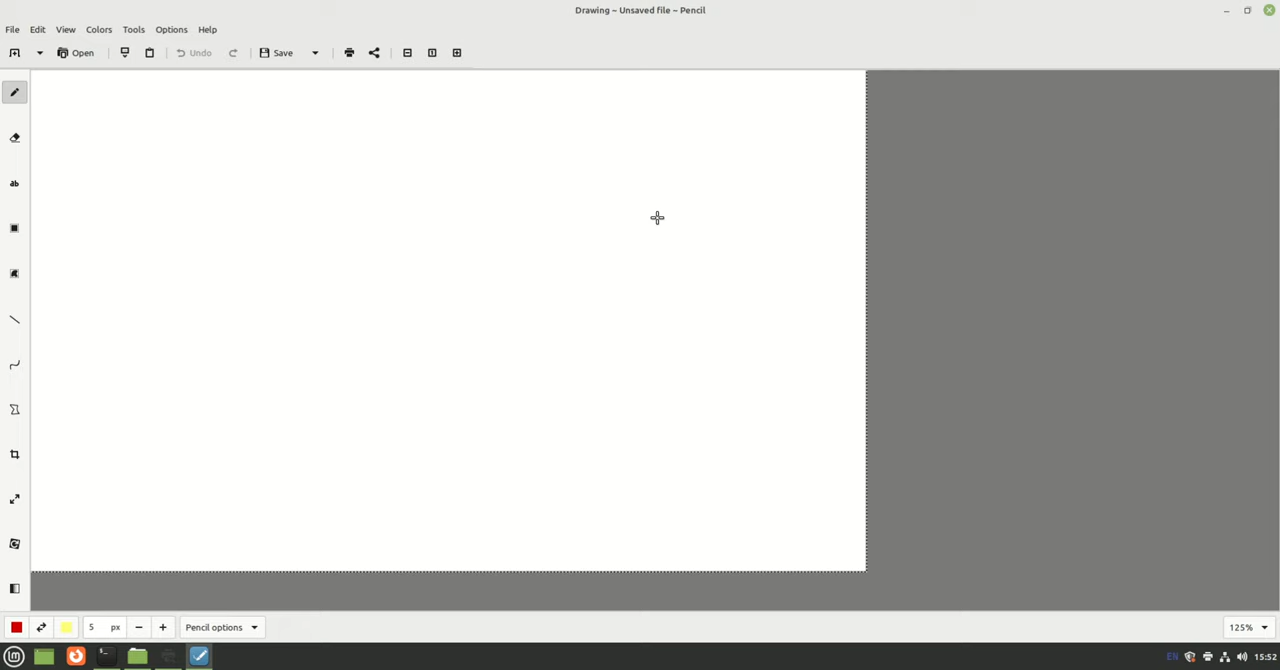 Drawing ~ Unsaved file ~ Pencil
File Edit View Colors Tools Options Help
Open Undo Save
ab
5 px Pencil options 125%
EN 15:52